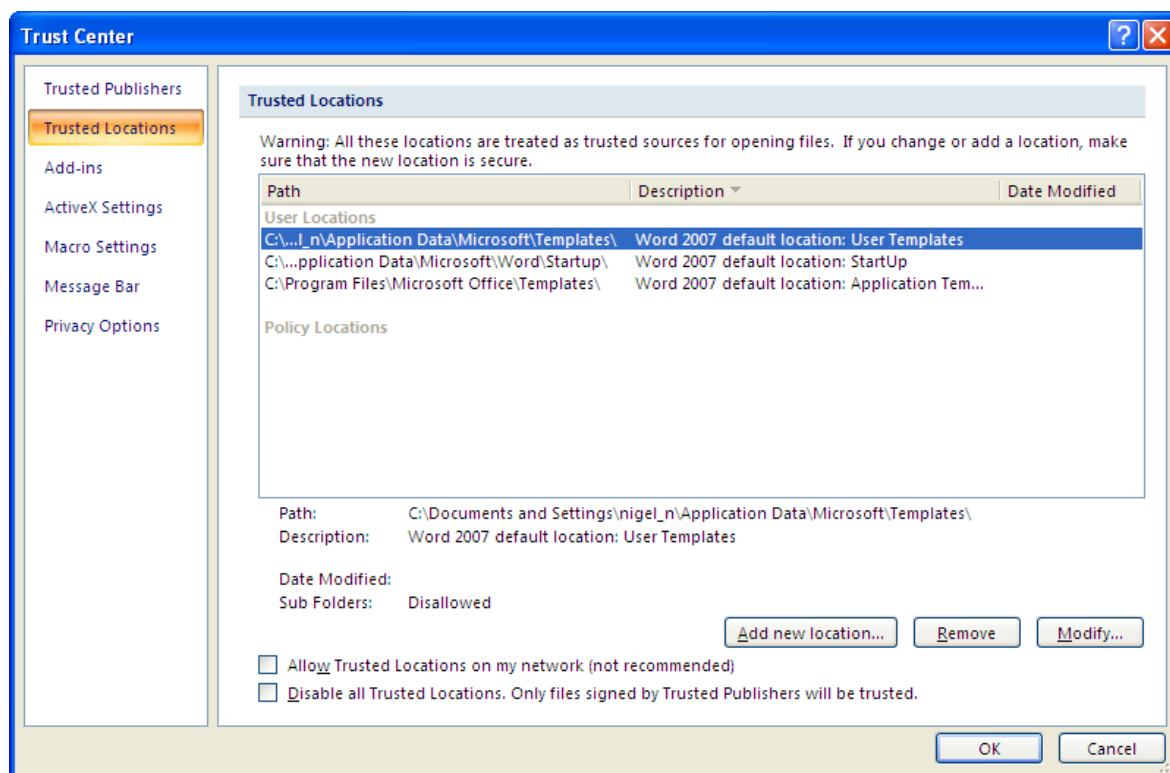 Trust Center
Trusted Publishers
Trusted Locations
Add-ins
ActiveX Settings
Macro Settings
Message Bar
Privacy Options
Trusted Locations
Warning: All these locations are treated as trusted sources for opening files. If you change or add a location, make
sure that the new location is secure.
Path Description Date Modified
User Locations
C:\...l_n\Application Data\Microsoft\Templates\ Word 2007 default location: User Templates
C:\...pplication Data\Microsoft\Word\Startup\ Word 2007 default location: StartUp
C:\Program Files\Microsoft Office\Templates\ Word 2007 default location: Application Tem...
Policy Locations
Path: C:\Documents and Settings\nigel_n\Application Data\Microsoft\Templates\
Description: Word 2007 default location: User Templates
Date Modified:
Sub Folders: Disallowed
Add new location... Remove Modify...
Allow Trusted Locations on my network (not recommended)
Disable all Trusted Locations. Only files signed by Trusted Publishers will be trusted.
OK Cancel